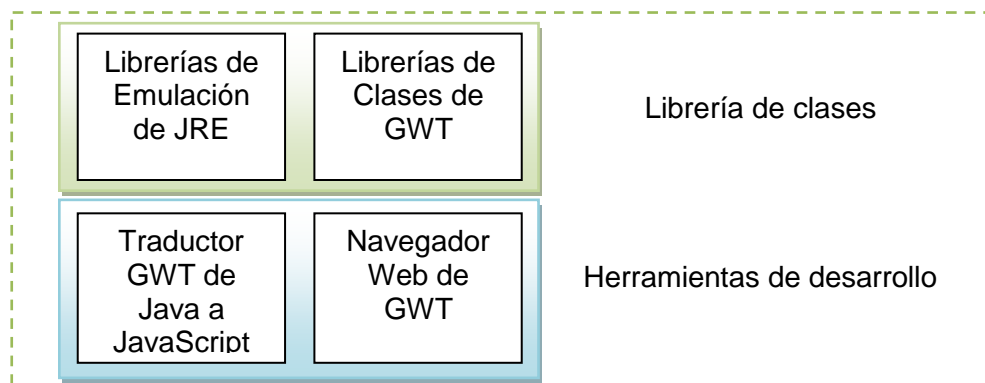 Librerías de
Emulación
de JRE
Librerías de
Clases de
GWT
Librería de clases
Traductor
GWT de
Java a
JavaScript
Navegador
Web de
GWT
Herramientas de desarrollo